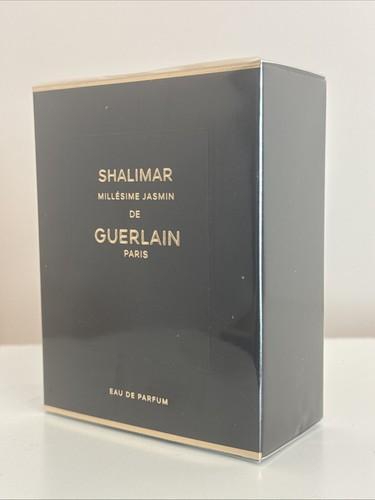 SHALIMAR
MILLÉSIME JASMIN
DE
GUERLAIN
PARIS
EAU DE PARFUM